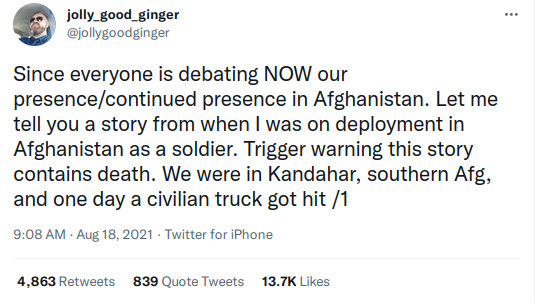 jolly_good_ginger
@jollygoodginger
Since everyone is debating NOW our
presence/continued presence in Afghanistan. Let me
tell you a story from when I was on deployment in
Afghanistan as a soldier. Trigger warning this story
contains death. We were in Kandahar, southern Afg,
and one day a civilian truck got hit /1
9:08 AM · Aug 18, 2021 · Twitter for iPhone
4,863 Retweets 839 Quote Tweets 13.7K Likes